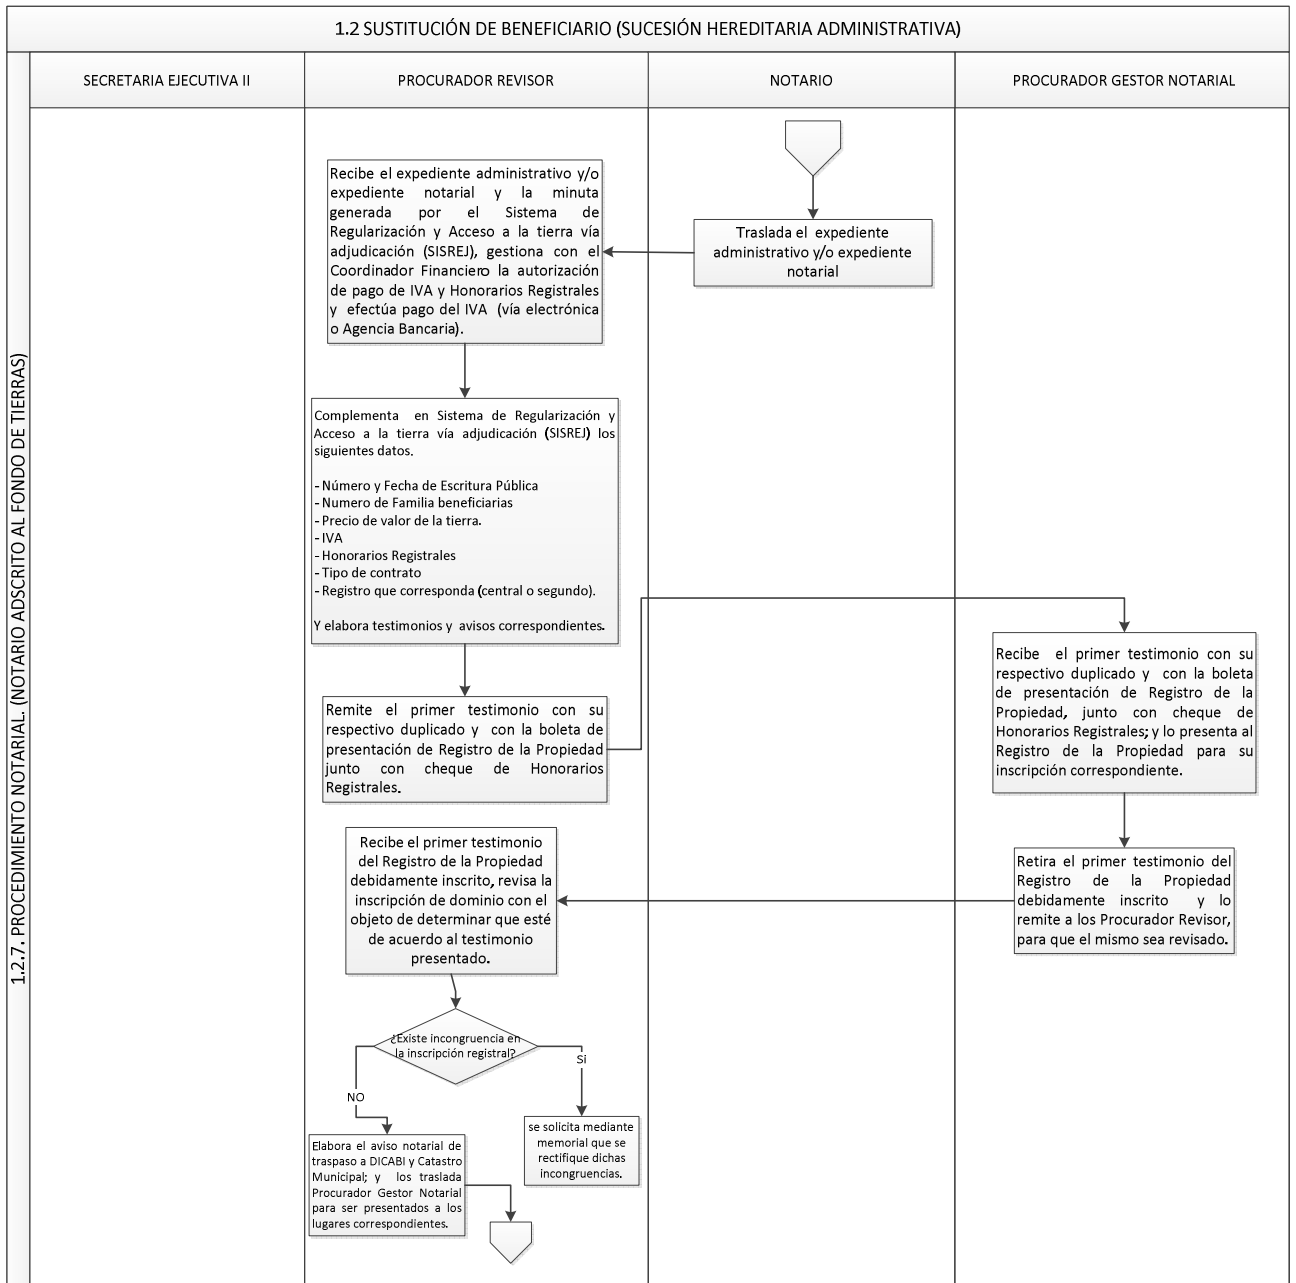 1.2 SUSTITUCIÓN DE BENEFICIARIO (SUCESIÓN HEREDITARIA ADMINISTRATIVA)
1.2.7. PROCEDIMIENTO NOTARIAL. (NOTARIO ADSCRITO AL FONDO DE TIERRAS)
SECRETARIA EJECUTIVA II
PROCURADOR REVISOR
NOTARIO
PROCURADOR GESTOR NOTARIAL
Traslada el expediente
administrativo y/o expediente
notarial
Recibe el expediente administrativo y/o
expediente notarial y la minuta
generada por el Sistema de
Regularización y Acceso a la tierra vía
adjudicación (SISREJ), gestiona con el
Coordinador Financiero la autorización
de pago de IVA y Honorarios Registrales
y efectúa pago del IVA (vía electrónica
o Agencia Bancaria).
Complementa en Sistema de Regularización y
Acceso a la tierra vía adjudicación (SISREJ) los
siguientes datos.
- Número y Fecha de Escritura Pública
- Numero de Familia beneficiarias
- Precio de valor de la tierra.
- IVA
- Honorarios Registrales
- Tipo de contrato
- Registro que corresponda (central o segundo).
Y elabora testimonios y avisos correspondientes.
Remite el primer testimonio con su
respectivo duplicado y con la boleta de
presentación de Registro de la Propiedad
junto con cheque de Honorarios
Registrales.
Recibe el primer testimonio con su
respectivo duplicado y con la boleta
de presentación de Registro de la
Propiedad, junto con cheque de
Honorarios Registrales; y lo presenta al
Registro de la Propiedad para su
inscripción correspondiente.
Retira el primer testimonio del
Registro de la Propiedad
debidamente inscrito y lo
remite a los Procurador Revisor,
para que el mismo sea revisado.
Recibe el primer testimonio
del Registro de la Propiedad
debidamente inscrito, revisa la
inscripción de dominio con el
objeto de determinar que esté
de acuerdo al testimonio
presentado.
¿Existe incongruencia en
la inscripción registral?
Si
NO
se solicita mediante
memorial que se
rectifique dichas
incongruencias.
Elabora el aviso notarial de
traspaso a DICABI y Catastro
Municipal; y los traslada
Procurador Gestor Notarial
para ser presentados a los
lugares correspondientes.